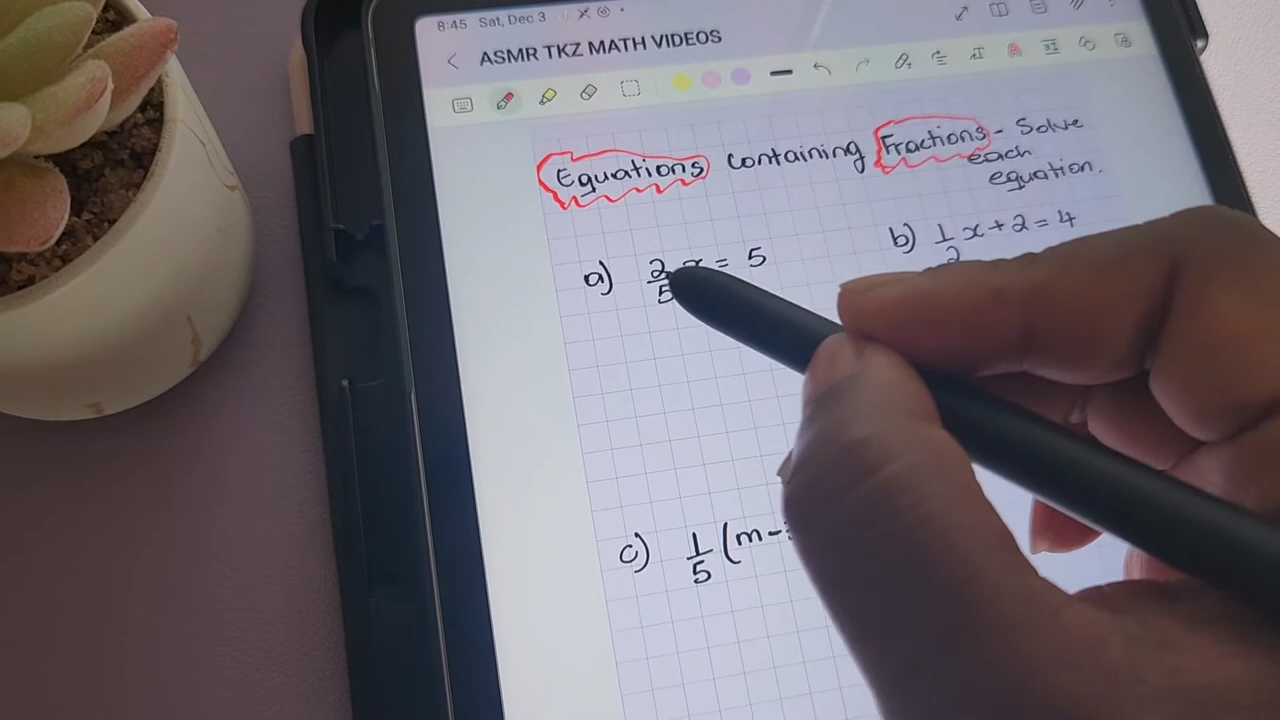 8:45 Sat, Dec 3
ASMR TKZ MATH VIDEOS
Equations containing Fractions - Solve
each
equation.
a) 2/5 x = 5
b) 1/2 x + 2 = 4
c) 1/5 (m-